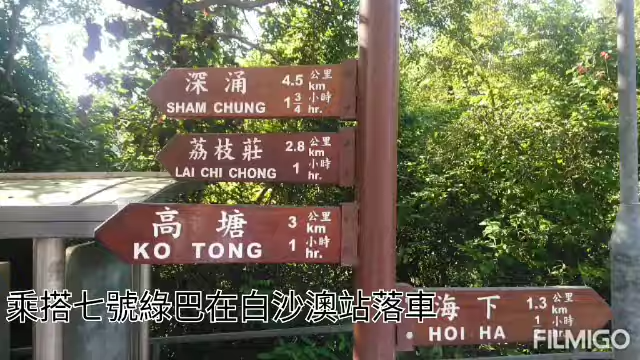 深涌 4.5 公里 km
SHAM CHUNG 1 3/4 小時 hr.
荔枝莊 2.8 公里 km
LAI CHI CHONG 1 小時 hr.
高塘 3 公里 km
KO TONG 1 小時 hr.
海下 1.3 公里 km
HOI HA
乘搭七號綠巴在白沙澳站落車
FILMIGO